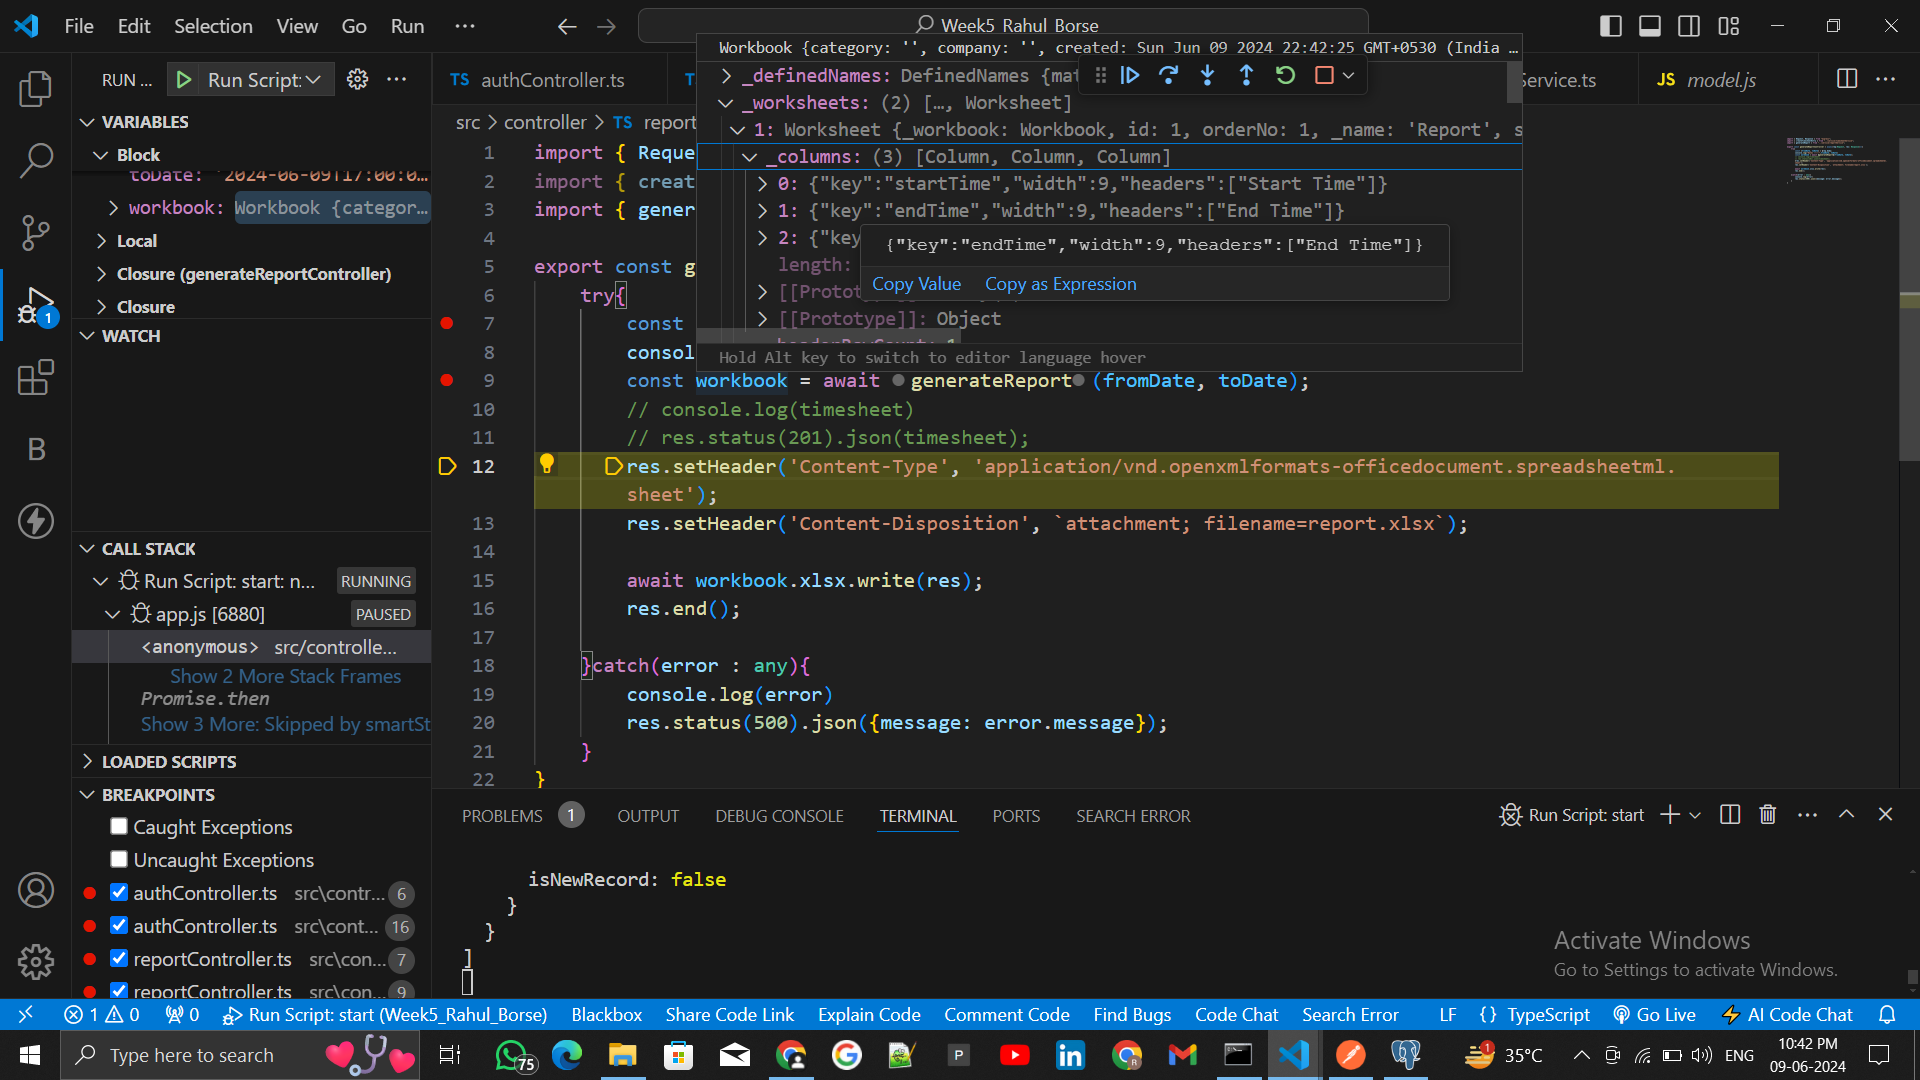 File Edit Selection View Go Run ...
Week5_Rahul_Borse
RUN ... Run Script: ...
TS authController.ts
Service.ts
JS model.js
Workbook {category: '', company: '', created: Sun Jun 09 2024 22:42:25 GMT+0530 (India …
_definedNames: DefinedNames {mat
_worksheets: (2) […, Worksheet]
1: Worksheet {_workbook: Workbook, id: 1, orderNo: 1, _name: 'Report', s
_columns: (3) [Column, Column, Column]
0: {"key":"startTime","width":9,"headers":["Start Time"]}
1: {"key":"endTime","width":9,"headers":["End Time"]}
2: {"key
length:
[[Protot
[[Prototype]]: Object
{"key":"endTime","width":9,"headers":["End Time"]}
Copy Value Copy as Expression
Hold Alt key to switch to editor language hover
VARIABLES
Block
toDate: '2024-06-09T17:00:0…
workbook: Workbook {categor…
Local
Closure (generateReportController)
Closure
WATCH
CALL STACK
Run Script: start: n... RUNNING
app.js [6880] PAUSED
<anonymous> src/controlle...
Show 2 More Stack Frames
Promise.then
Show 3 More: Skipped by smartSt
LOADED SCRIPTS
BREAKPOINTS
Caught Exceptions
Uncaught Exceptions
authController.ts src\contr... 6
authController.ts src\cont... 16
reportController.ts src\con... 7
reportController.ts src\con... 9
src > controller > TS report
1 import { Reque
2 import { creat
3 import { gener
4
5 export const g
6 try{
7 const
8 consol
9 const workbook = await generateReport (fromDate, toDate);
10 // console.log(timesheet)
11 // res.status(201).json(timesheet);
12 res.setHeader('Content-Type', 'application/vnd.openxmlformats-officedocument.spreadsheetml.
sheet');
13 res.setHeader('Content-Disposition', `attachment; filename=report.xlsx`);
14
15 await workbook.xlsx.write(res);
16 res.end();
17
18 }catch(error : any){
19 console.log(error)
20 res.status(500).json({message: error.message});
21 }
22 }
PROBLEMS 1 OUTPUT DEBUG CONSOLE TERMINAL PORTS SEARCH ERROR
Run Script: start
isNewRecord: false
}
}
]
Activate Windows
Go to Settings to activate Windows.
1 0 0 Run Script: start (Week5_Rahul_Borse) Blackbox Share Code Link Explain Code Comment Code Find Bugs Code Chat Search Error LF {} TypeScript Go Live AI Code Chat
Type here to search
75
1 35°C ENG
10:42 PM
09-06-2024